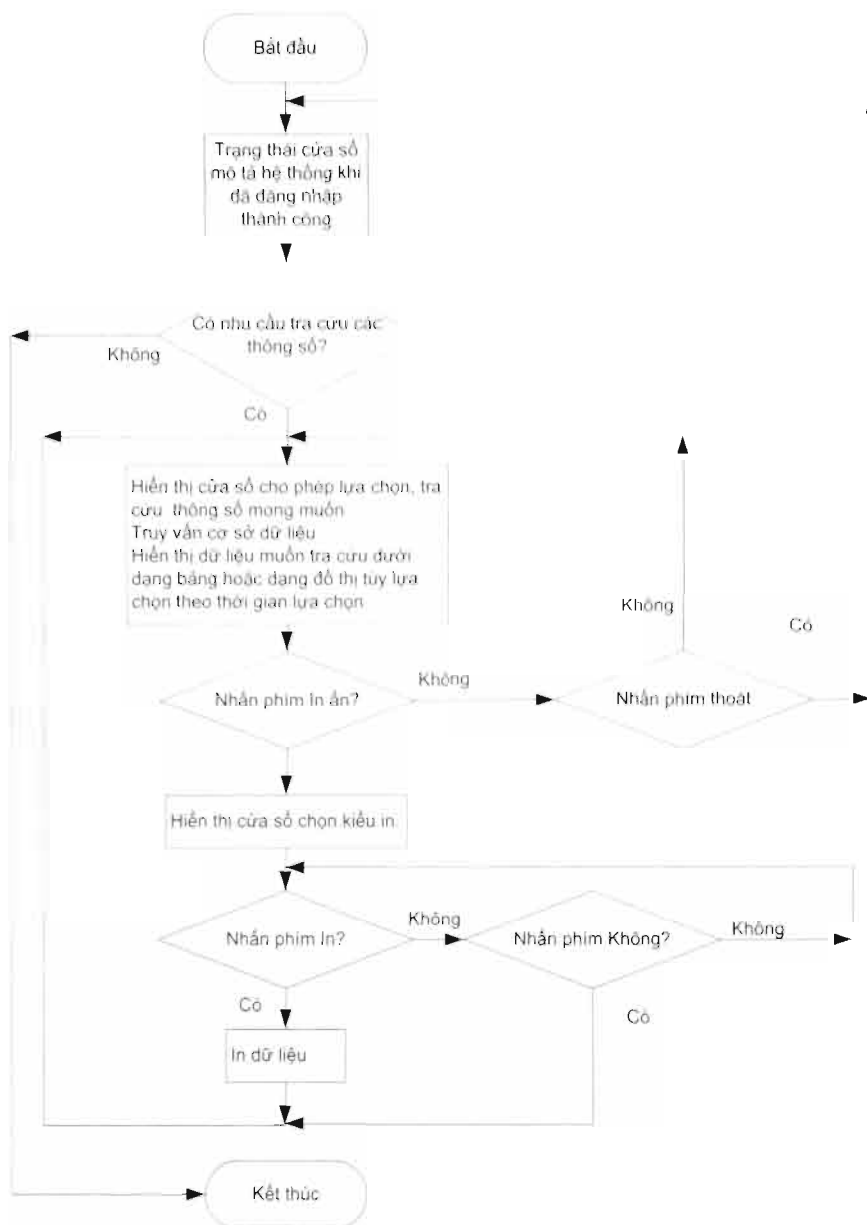 Bắt đầu
Trạng thái cửa sổ
mô tả hệ thống khi
đã đăng nhập
thành công
Có nhu cầu tra cứu các
thông số?
Không
Có
Hiển thị cửa sổ cho phép lựa chọn, tra
cứu thông số mong muốn
Truy vấn cơ sở dữ liệu
Hiển thị dữ liệu muốn tra cứu dưới
dạng bảng hoặc dạng đồ thị tùy lựa
chọn theo thời gian lựa chọn
Không
Có
Nhấn phím In ấn?
Không
Nhấn phím thoát
Hiển thị cửa sổ chọn kiểu in
Nhấn phím In?
Không
Nhấn phím Không?
Không
Có
Có
In dữ liệu
Kết thúc